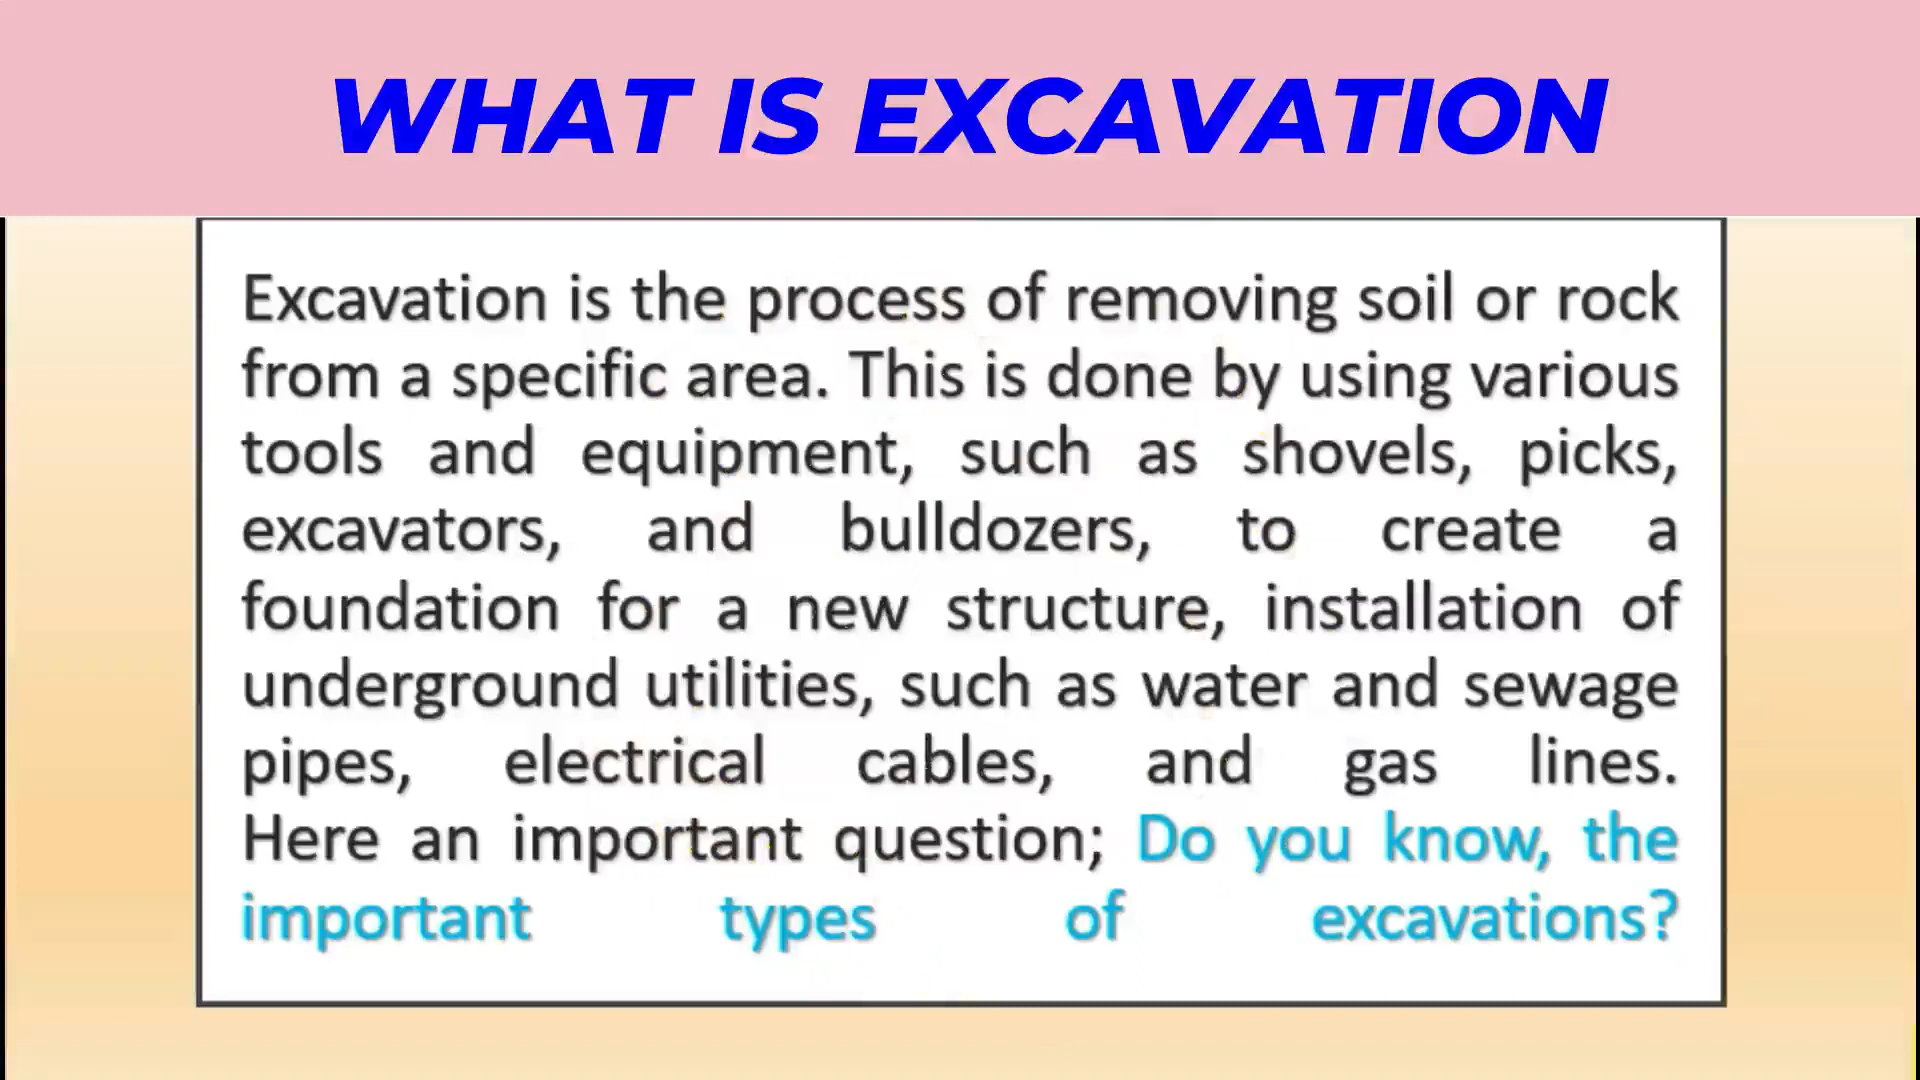 WHAT IS EXCAVATION
Excavation is the process of removing soil or rock
from a specific area. This is done by using various
tools and equipment, such as shovels, picks,
excavators, and bulldozers, to create a
foundation for a new structure, installation of
underground utilities, such as water and sewage
pipes, electrical cables, and gas lines.
Here an important question; Do you know, the
important types of excavations?